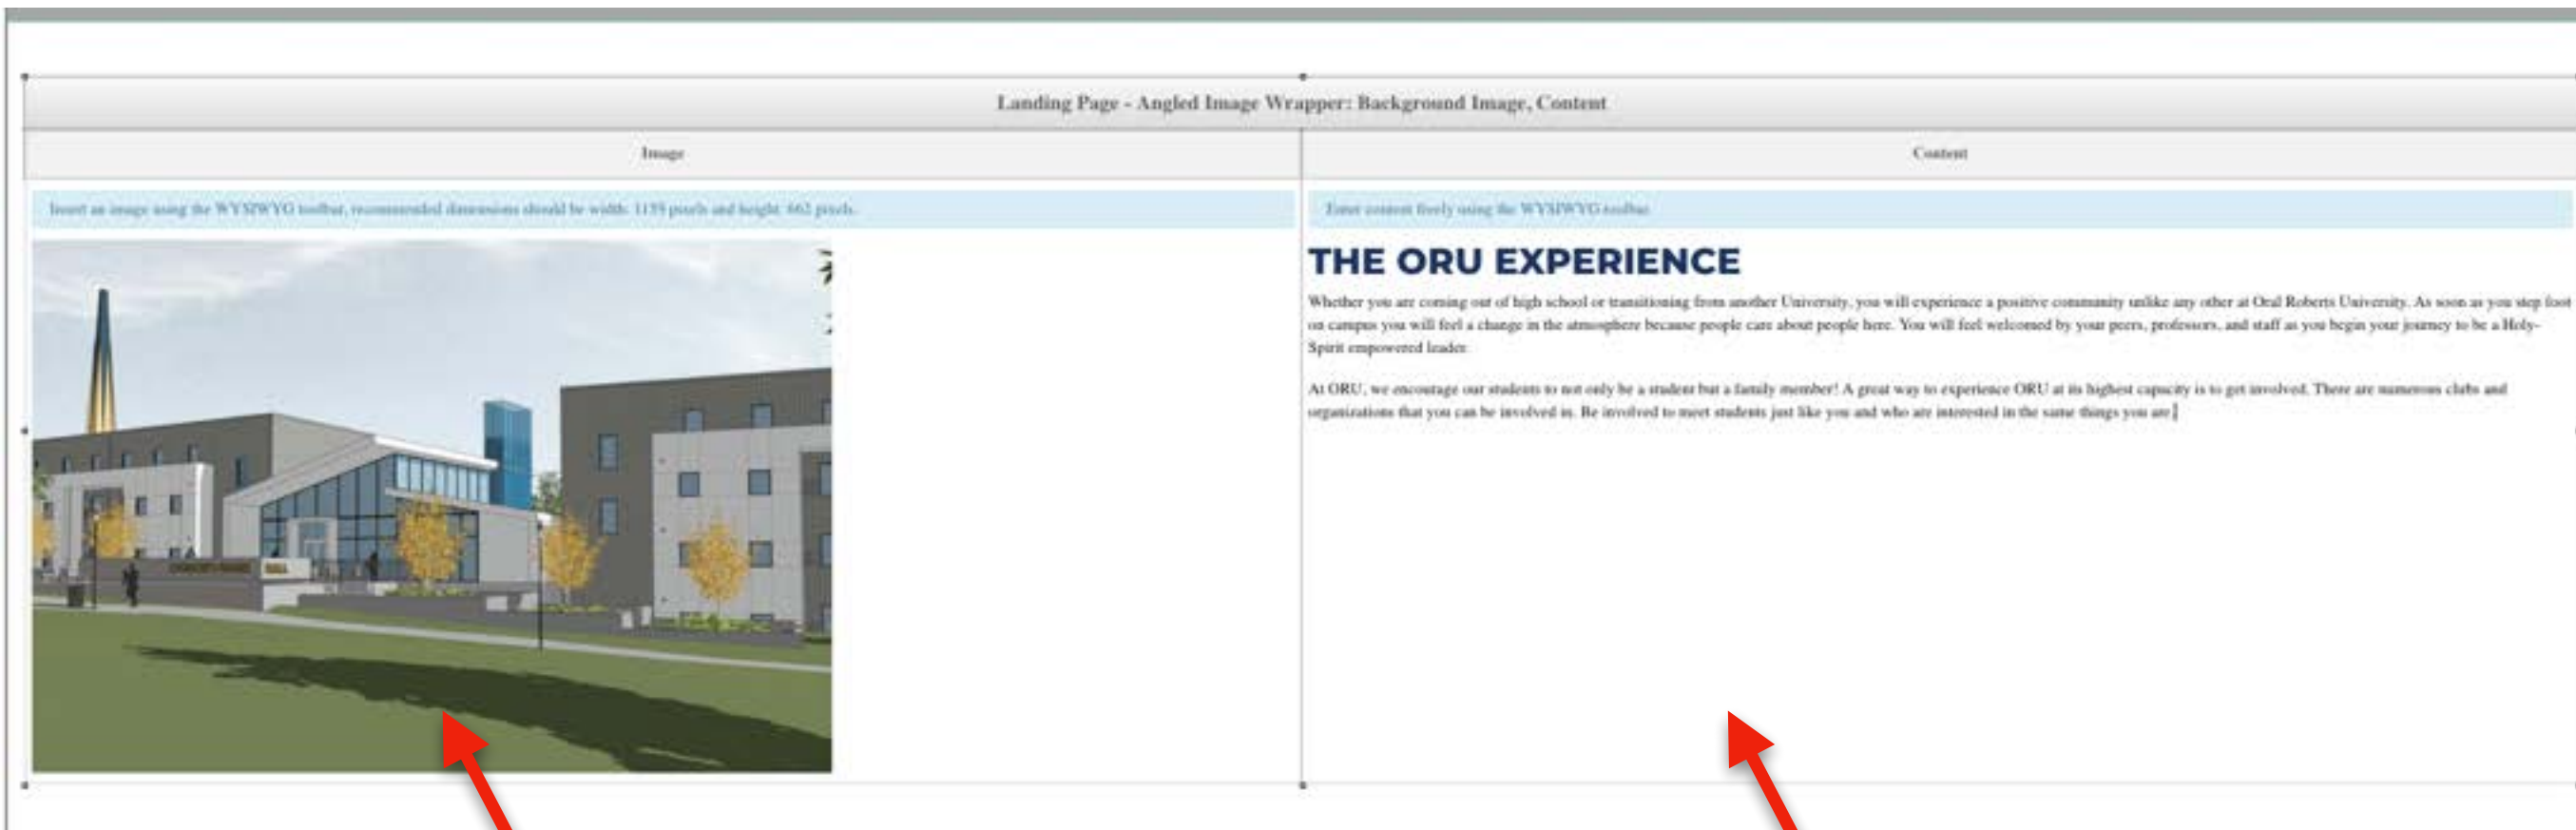 Landing Page - Angled Image Wrapper: Background Image, Content
Image
Content
Insert an image using the WYSIWYG toolbar, recommended dimensions should be width: 1159 pixels and height: 662 pixels.
Enter content freely using the WYSIWYG toolbar.
THE ORU EXPERIENCE
Whether you are coming out of high school or transitioning from another University, you will experience a positive community unlike any other at Oral Roberts University. As soon as you step foot
on campus you will feel a change in the atmosphere because people care about people here. You will feel welcomed by your peers, professors, and staff as you begin your journey to be a Holy-
Spirit empowered leader.
At ORU, we encourage our students to not only be a student but a family member! A great way to experience ORU at its highest capacity is to get involved. There are numerous clubs and
organizations that you can be involved in. Be involved to meet students just like you and who are interested in the same things you are.
HALL